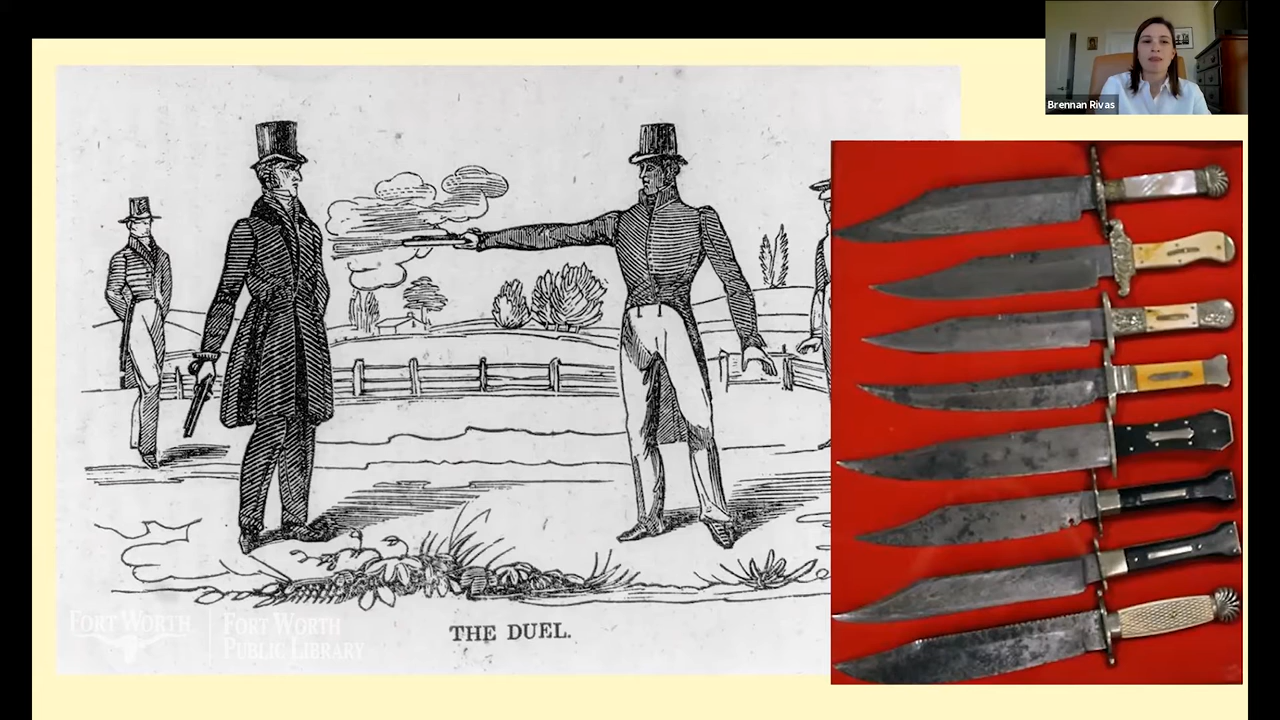 Brennan Rivas
THE DUEL.
FORT WORTH
FORT WORTH
PUBLIC LIBRARY